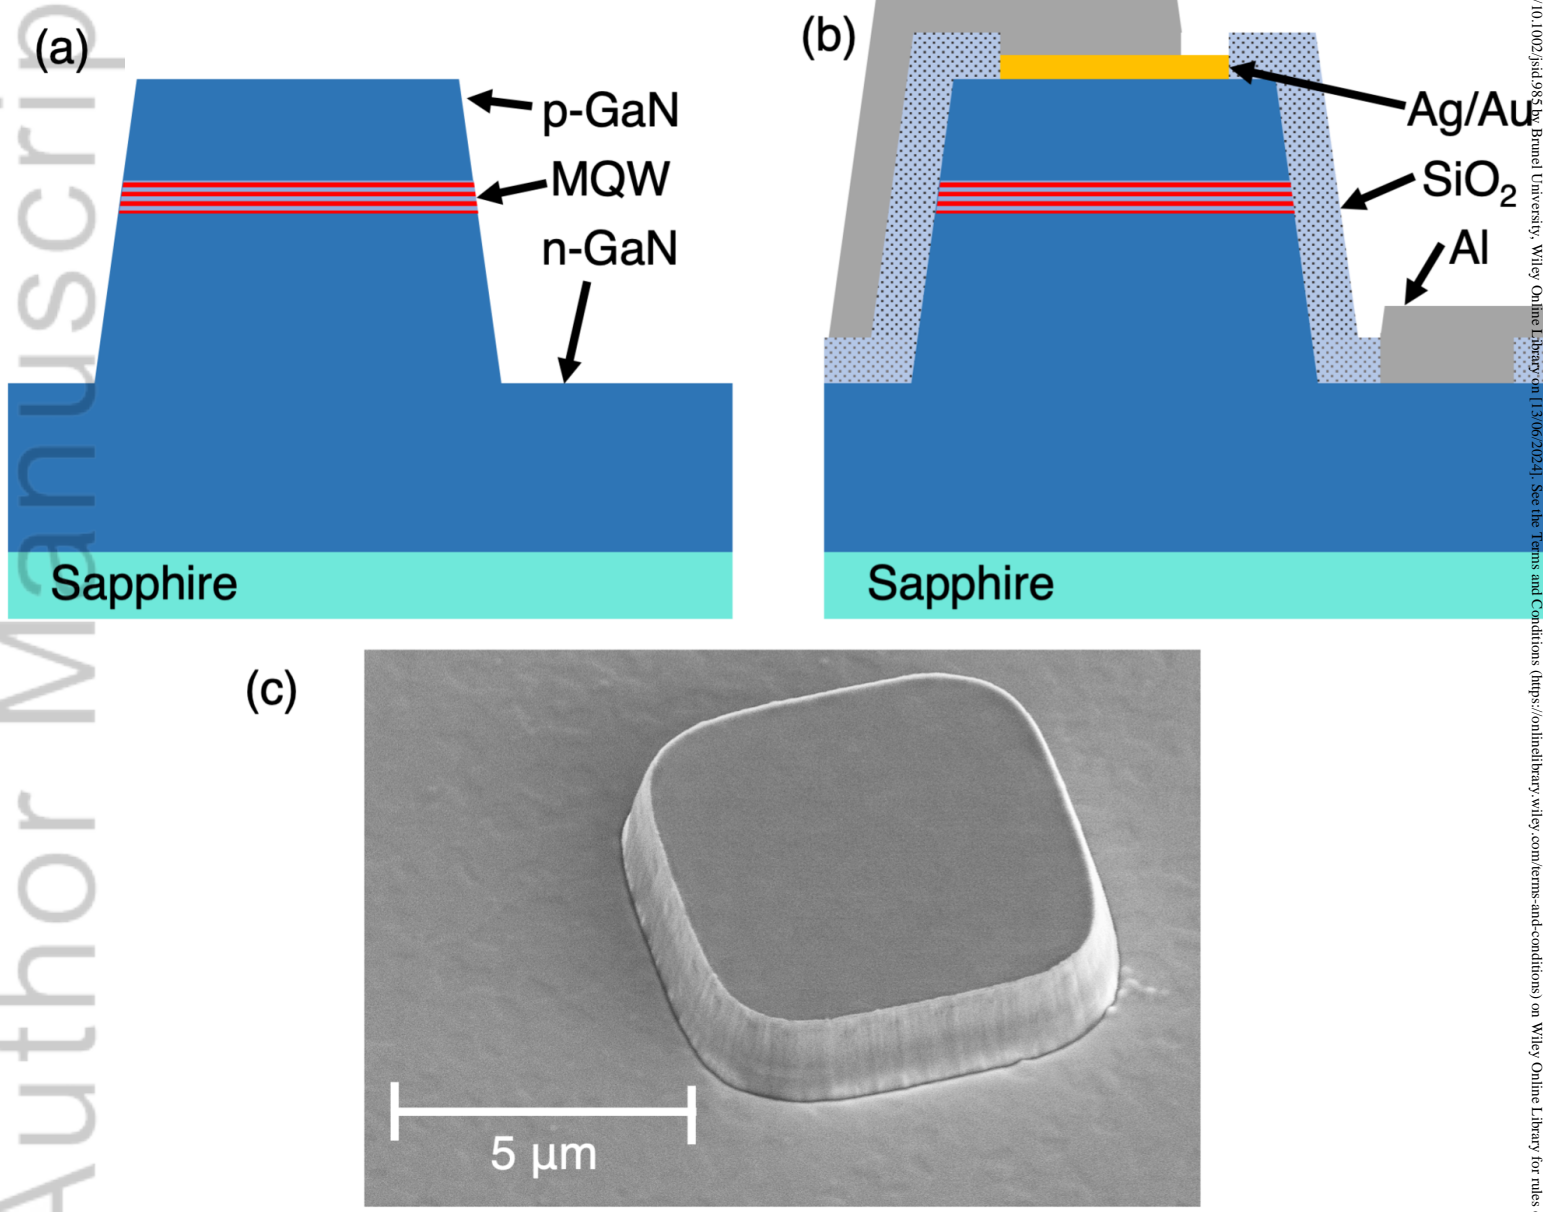 (a)
p-GaN
MQW
n-GaN
Sapphire
(b)
Ag/Au
SiO₂
Al
Sapphire
(c)
5 µm
Author Manuscrip
/10.1002/jsid.985 by Brunel University, Wiley Online Library on [13/06/2024]. See the Terms and Conditions (https://onlinelibrary.wiley.com/terms-and-conditions) on Wiley Online Library for rules